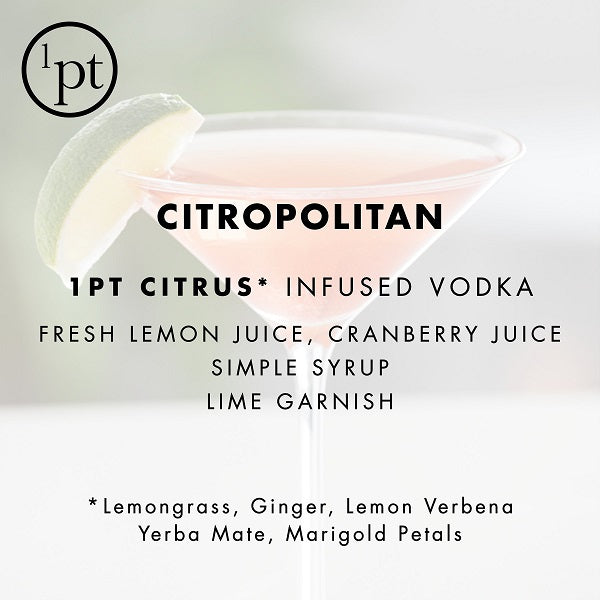 1pt
CITROPOLITAN
1PT CITRUS* INFUSED VODKA
FRESH LEMON JUICE, CRANBERRY JUICE
SIMPLE SYRUP
LIME GARNISH
*Lemongrass, Ginger, Lemon Verbena
Yerba Mate, Marigold Petals